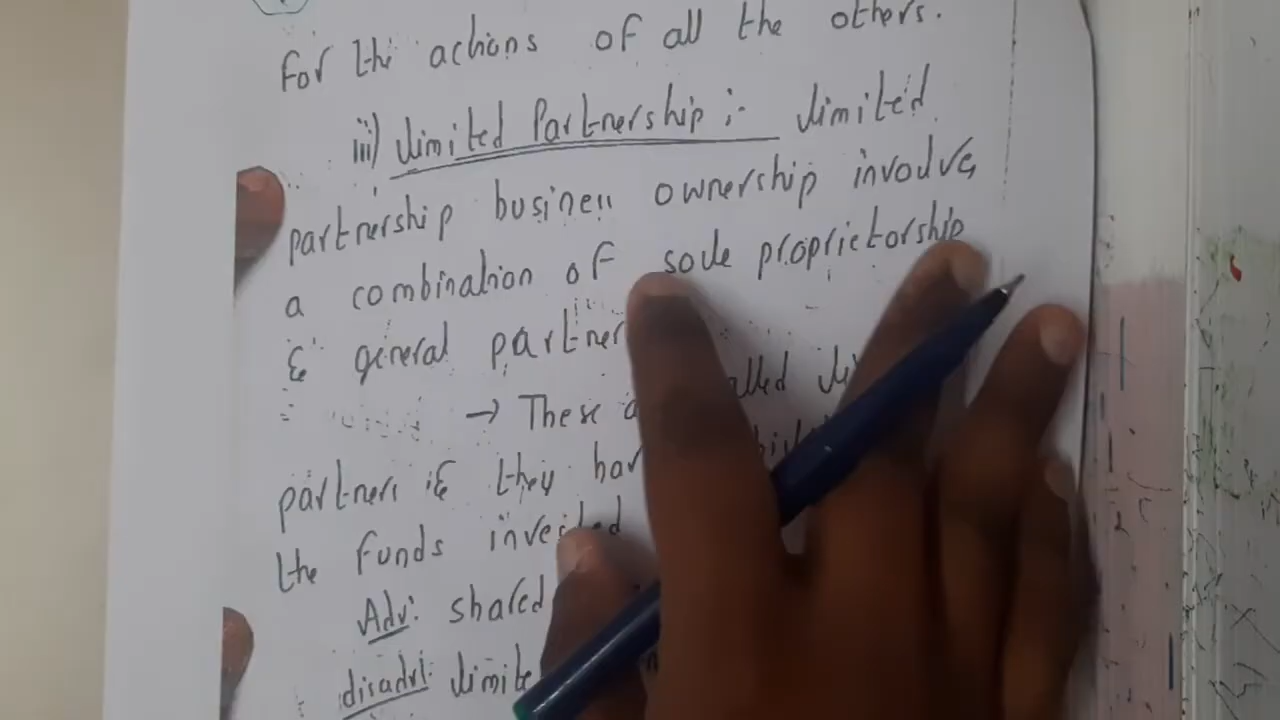 for the actions of all the others.
iii) Limited Partnership :- Limited
partnership business ownership involve
a combination of sole proprietorship
& general partner
→ These
partners & they
the funds invested
Adv: shared
disadv: limite